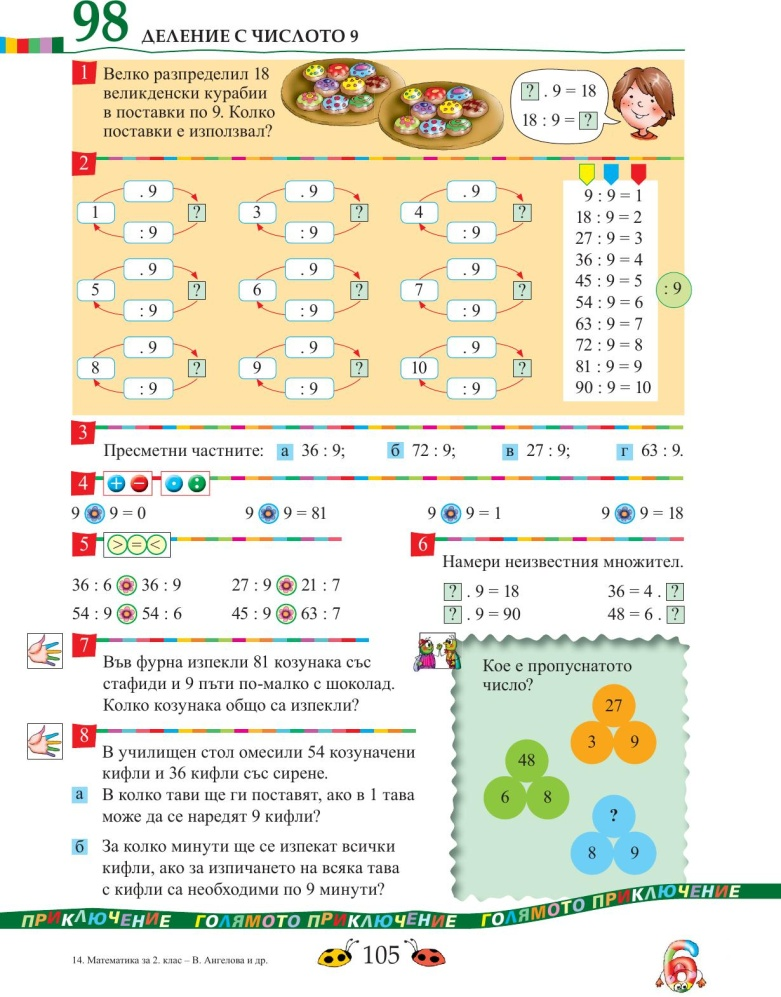 98 ДЕЛЕНИЕ С ЧИСЛОТО 9
1 Велко разпределил 18
великденски курабии
в поставки по 9. Колко
поставки е използвал?
? . 9 = 18
18 : 9 = ?
2
. 9 . 9 . 9
1 ? 3 ? 4 ?
: 9 : 9 : 9
. 9 . 9 . 9
5 ? 6 ? 7 ?
: 9 : 9 : 9
. 9 . 9 . 9
8 ? 9 ? 10 ?
: 9 : 9 : 9
9 : 9 = 1
18 : 9 = 2
27 : 9 = 3
36 : 9 = 4
45 : 9 = 5
54 : 9 = 6
63 : 9 = 7
72 : 9 = 8
81 : 9 = 9
90 : 9 = 10
: 9
3
Пресметни частните: а 36 : 9; б 72 : 9; в 27 : 9; г 63 : 9.
4 + − . :
9 9 = 0 9 9 = 81 9 9 = 1 9 9 = 18
5 > = <
36 : 6 36 : 9 27 : 9 21 : 7
54 : 9 54 : 6 45 : 9 63 : 7
6
Намери неизвестния множител.
? . 9 = 18 36 = 4 . ?
? . 9 = 90 48 = 6 . ?
7
Във фурна изпекли 81 козунака със
стафиди и 9 пъти по-малко с шоколад.
Колко козунака общо са изпекли?
8
В училищен стол омесили 54 козуначени
кифли и 36 кифли със сирене.
а В колко тави ще ги поставят, ако в 1 тава
може да се наредят 9 кифли?
б За колко минути ще се изпекат всички
кифли, ако за изпичането на всяка тава
с кифли са необходими по 9 минути?
Кое е пропуснатото
число?
27
3 9
48
6 8
?
8 9
ПРИКЛЮЧЕНИЕ ГОЛЯМОТО ПРИКЛЮЧЕНИЕ ГОЛЯМОТО ПРИКЛЮЧЕНИЕ
14. Математика за 2. клас – В. Ангелова и др.
105
6